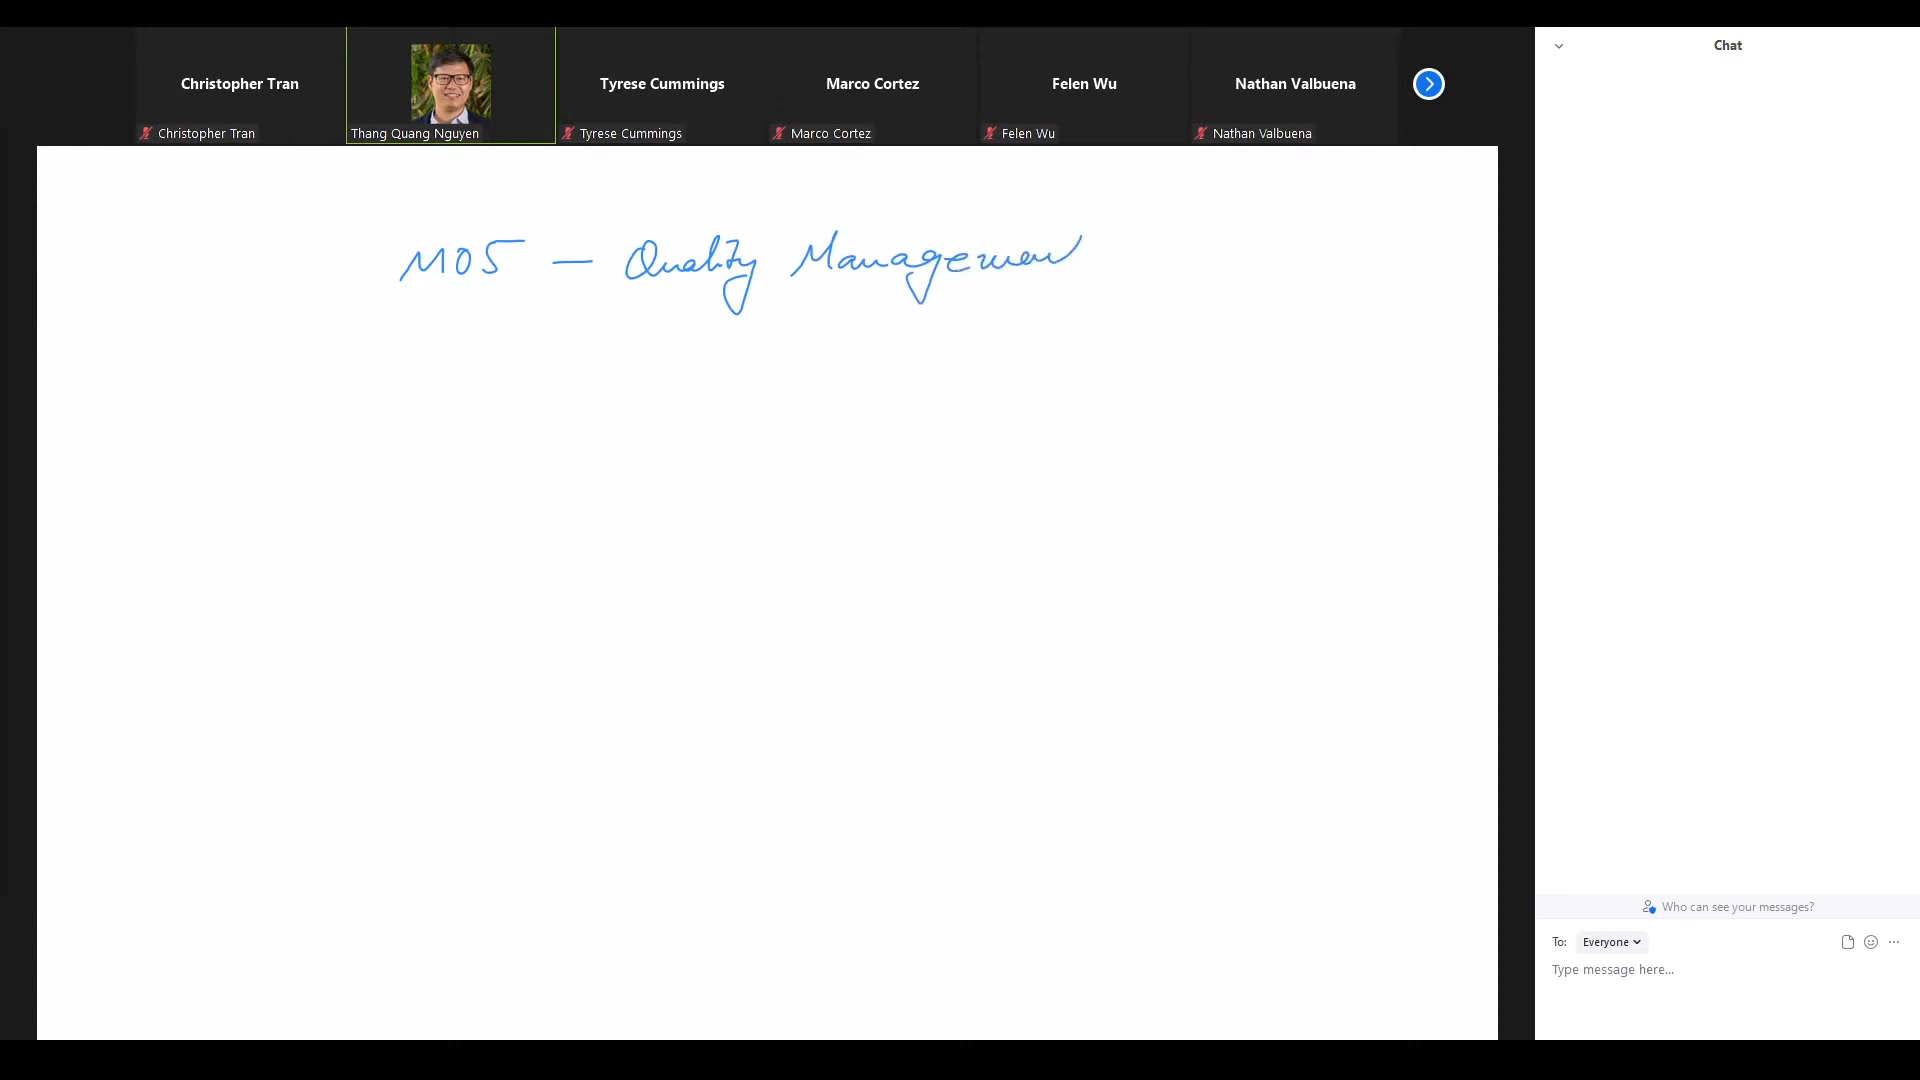 Chat
Christopher Tran
Tyrese Cummings
Marco Cortez
Felen Wu
Nathan Valbuena
Christopher Tran
Thang Quang Nguyen
Tyrese Cummings
Marco Cortez
Felen Wu
Nathan Valbuena
M05 — Quality Managemen
Who can see your messages?
To: Everyone
Type message here...